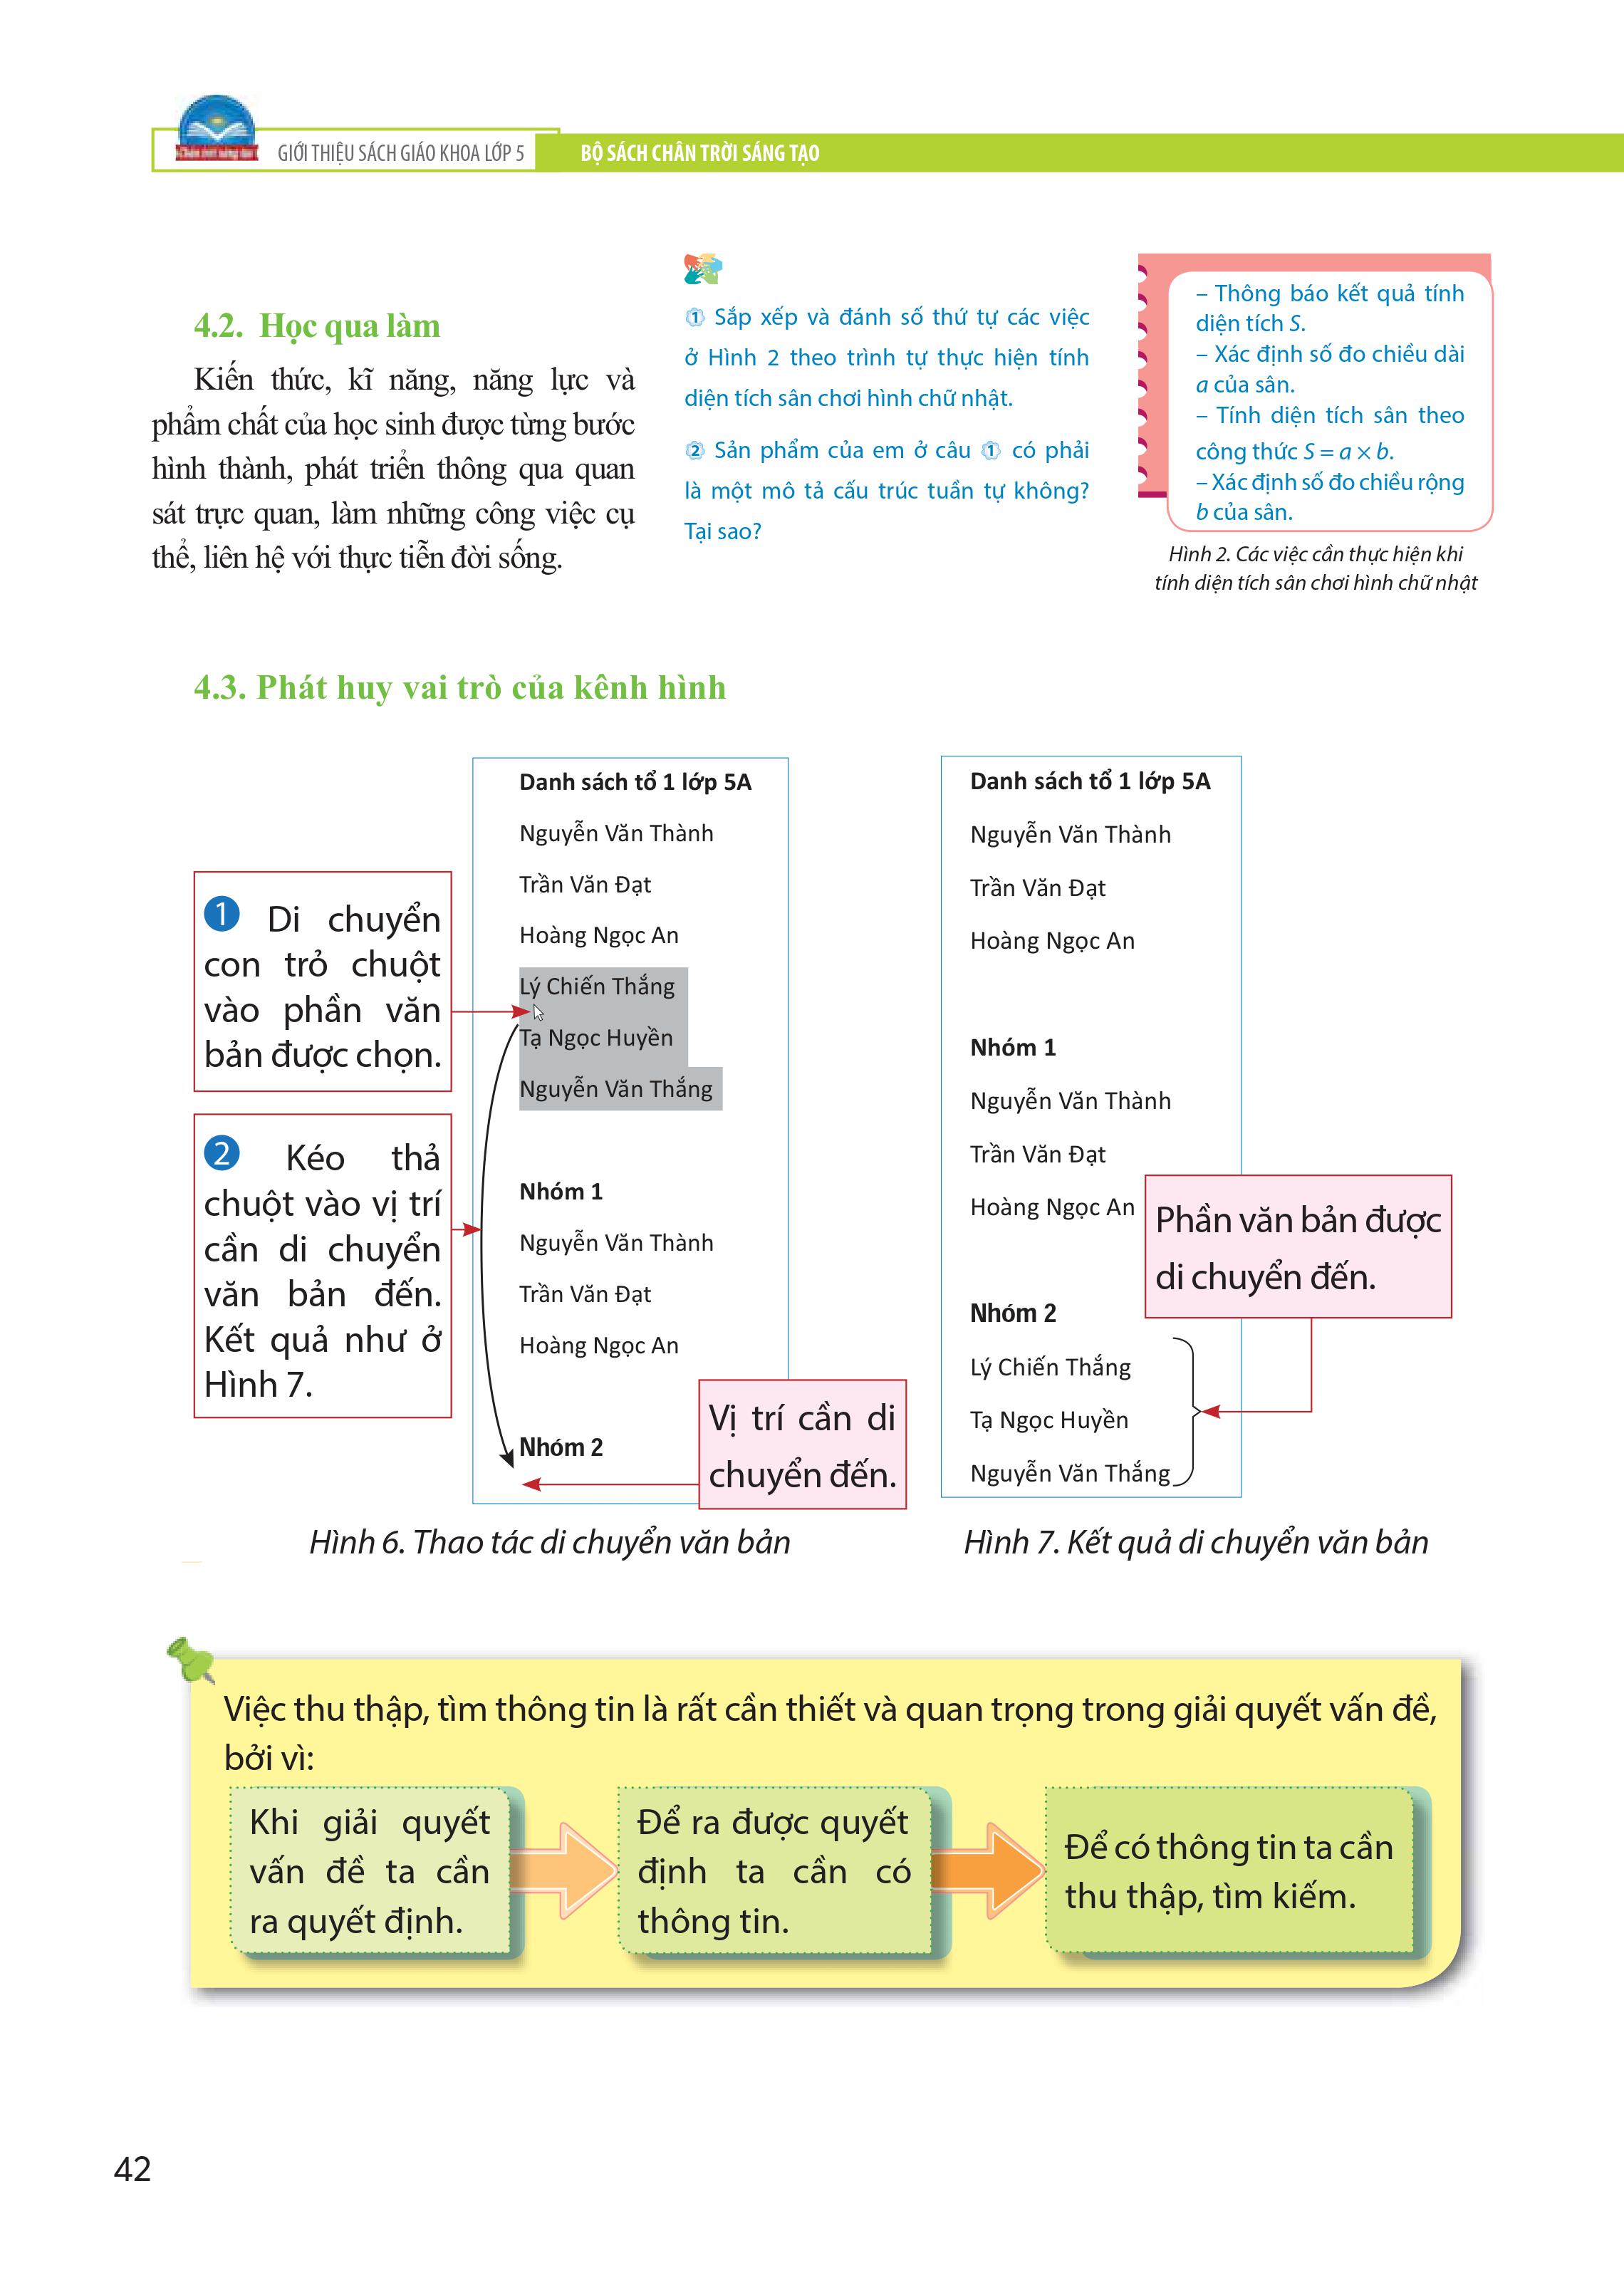 GIỚI THIỆU SÁCH GIÁO KHOA LỚP 5
BỘ SÁCH CHÂN TRỜI SÁNG TẠO
4.2. Học qua làm
Kiến thức, kĩ năng, năng lực và
phẩm chất của học sinh được từng bước
hình thành, phát triển thông qua quan
sát trực quan, làm những công việc cụ
thể, liên hệ với thực tiễn đời sống.
1 Sắp xếp và đánh số thứ tự các việc
ở Hình 2 theo trình tự thực hiện tính
diện tích sân chơi hình chữ nhật.
2 Sản phẩm của em ở câu 1 có phải
là một mô tả cấu trúc tuần tự không?
Tại sao?
– Thông báo kết quả tính
diện tích S.
– Xác định số đo chiều dài
a của sân.
– Tính diện tích sân theo
công thức S = a × b.
– Xác định số đo chiều rộng
b của sân.
Hình 2. Các việc cần thực hiện khi
tính diện tích sân chơi hình chữ nhật
4.3. Phát huy vai trò của kênh hình
1 Di chuyển
con trỏ chuột
vào phần văn
bản được chọn.
2 Kéo thả
chuột vào vị trí
cần di chuyển
văn bản đến.
Kết quả như ở
Hình 7.
Danh sách tổ 1 lớp 5A
Nguyễn Văn Thành
Trần Văn Đạt
Hoàng Ngọc An
Lý Chiến Thắng
Tạ Ngọc Huyền
Nguyễn Văn Thắng
Nhóm 1
Nguyễn Văn Thành
Trần Văn Đạt
Hoàng Ngọc An
Nhóm 2
Vị trí cần di
chuyển đến.
Hình 6. Thao tác di chuyển văn bản
Danh sách tổ 1 lớp 5A
Nguyễn Văn Thành
Trần Văn Đạt
Hoàng Ngọc An
Nhóm 1
Nguyễn Văn Thành
Trần Văn Đạt
Hoàng Ngọc An
Nhóm 2
Lý Chiến Thắng
Tạ Ngọc Huyền
Nguyễn Văn Thắng
Phần văn bản được
di chuyển đến.
Hình 7. Kết quả di chuyển văn bản
Việc thu thập, tìm thông tin là rất cần thiết và quan trọng trong giải quyết vấn đề,
bởi vì:
Khi giải quyết
vấn đề ta cần
ra quyết định.
Để ra được quyết
định ta cần có
thông tin.
Để có thông tin ta cần
thu thập, tìm kiếm.
42